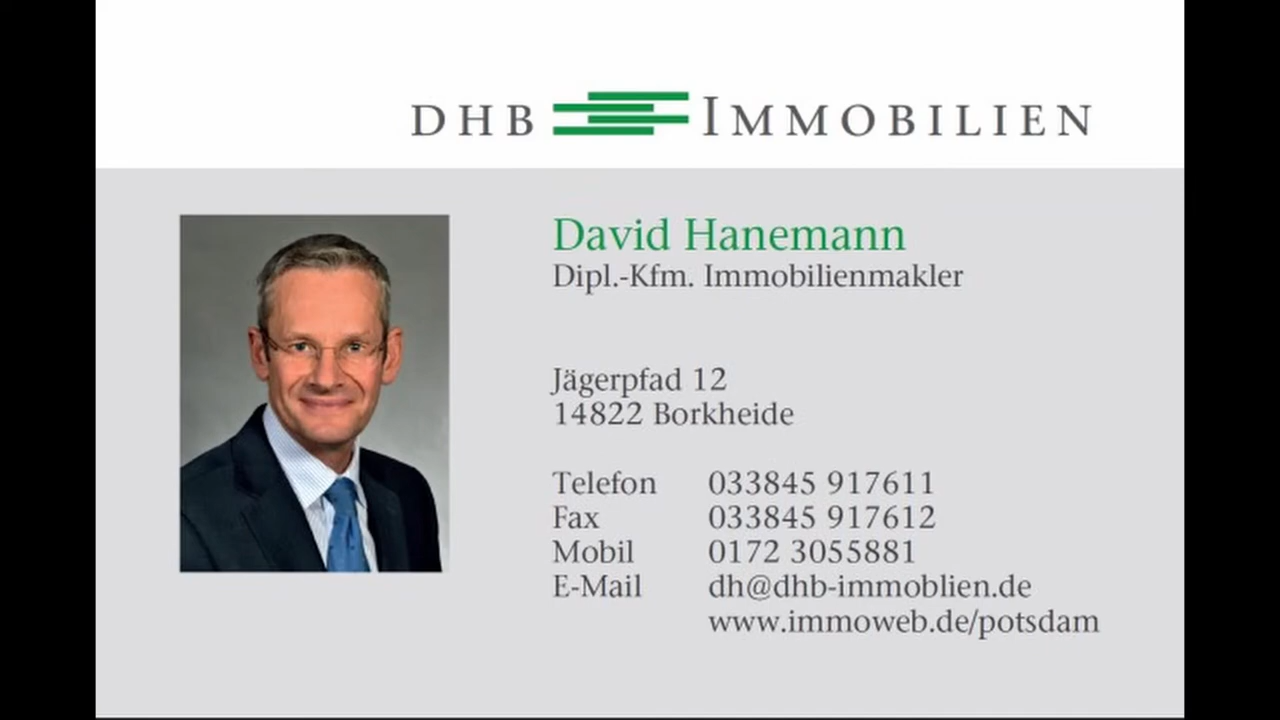 DHB IMMOBILIEN
David Hanemann
Dipl.-Kfm. Immobilienmakler
Jägerpfad 12
14822 Borkheide
Telefon 033845 917611
Fax 033845 917612
Mobil 0172 3055881
E-Mail dh@dhb-immoblien.de
www.immoweb.de/potsdam